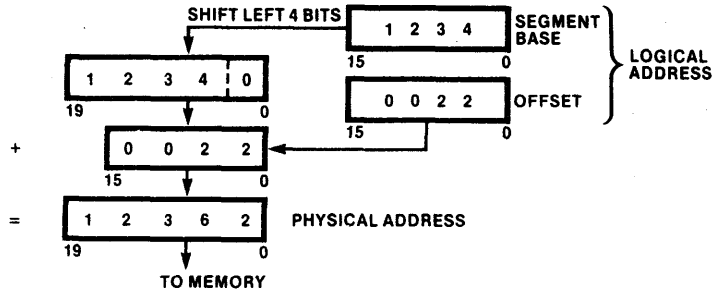 SHIFT LEFT 4 BITS
1 2 3 4
SEGMENT
BASE
15 0
LOGICAL
ADDRESS
1 2 3 4 0
19 0
0 0 2 2
OFFSET
15 0
+
0 0 2 2
15 0
=
1 2 3 6 2
PHYSICAL ADDRESS
19 0
TO MEMORY